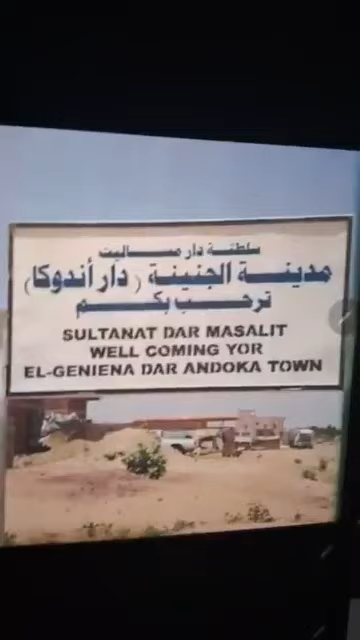 سلطنة دار مساليت
مدينة الجنينة (دار أندوكا)
ترحب بكم
SULTANAT DAR MASALIT
WELL COMING YOR
EL-GENIENA DAR ANDOKA TOWN